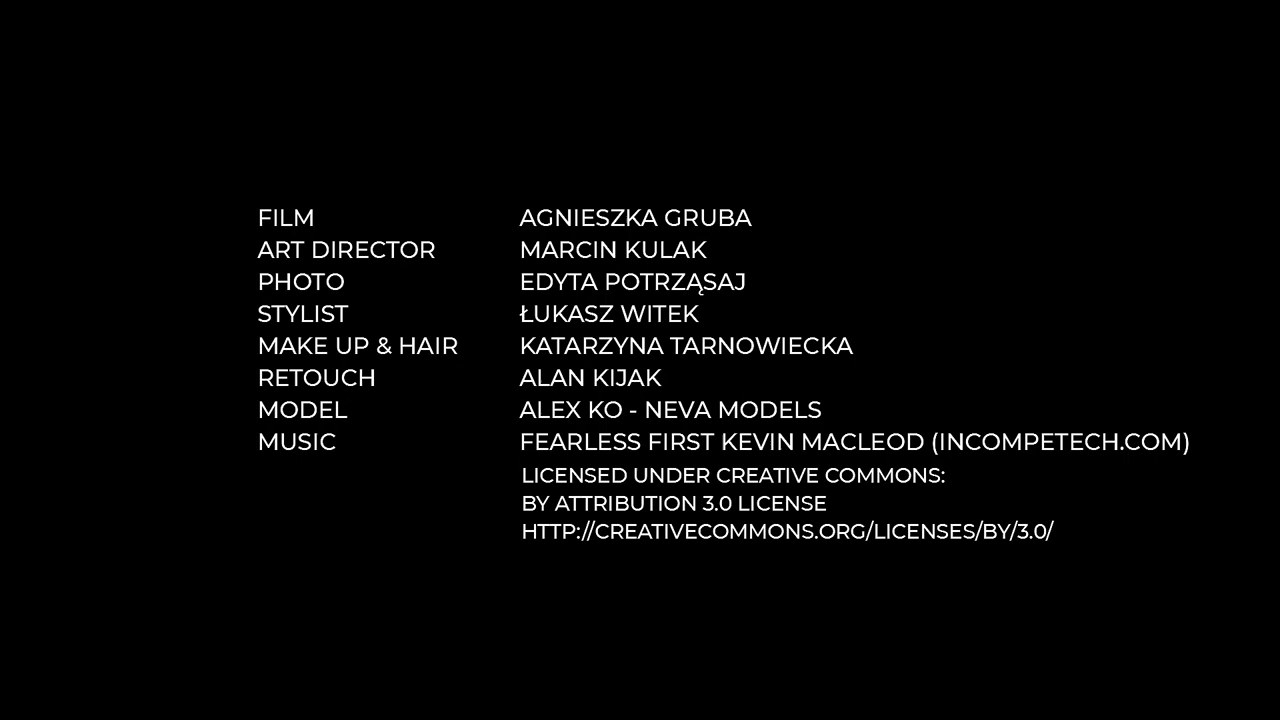 FILM AGNIESZKA GRUBA
ART DIRECTOR MARCIN KULAK
PHOTO EDYTA POTRZĄSAJ
STYLIST ŁUKASZ WITEK
MAKE UP & HAIR KATARZYNA TARNOWIECKA
RETOUCH ALAN KIJAK
MODEL ALEX KO - NEVA MODELS
MUSIC FEARLESS FIRST KEVIN MACLEOD (INCOMPETECH.COM)
LICENSED UNDER CREATIVE COMMONS:
BY ATTRIBUTION 3.0 LICENSE
HTTP://CREATIVECOMMONS.ORG/LICENSES/BY/3.0/